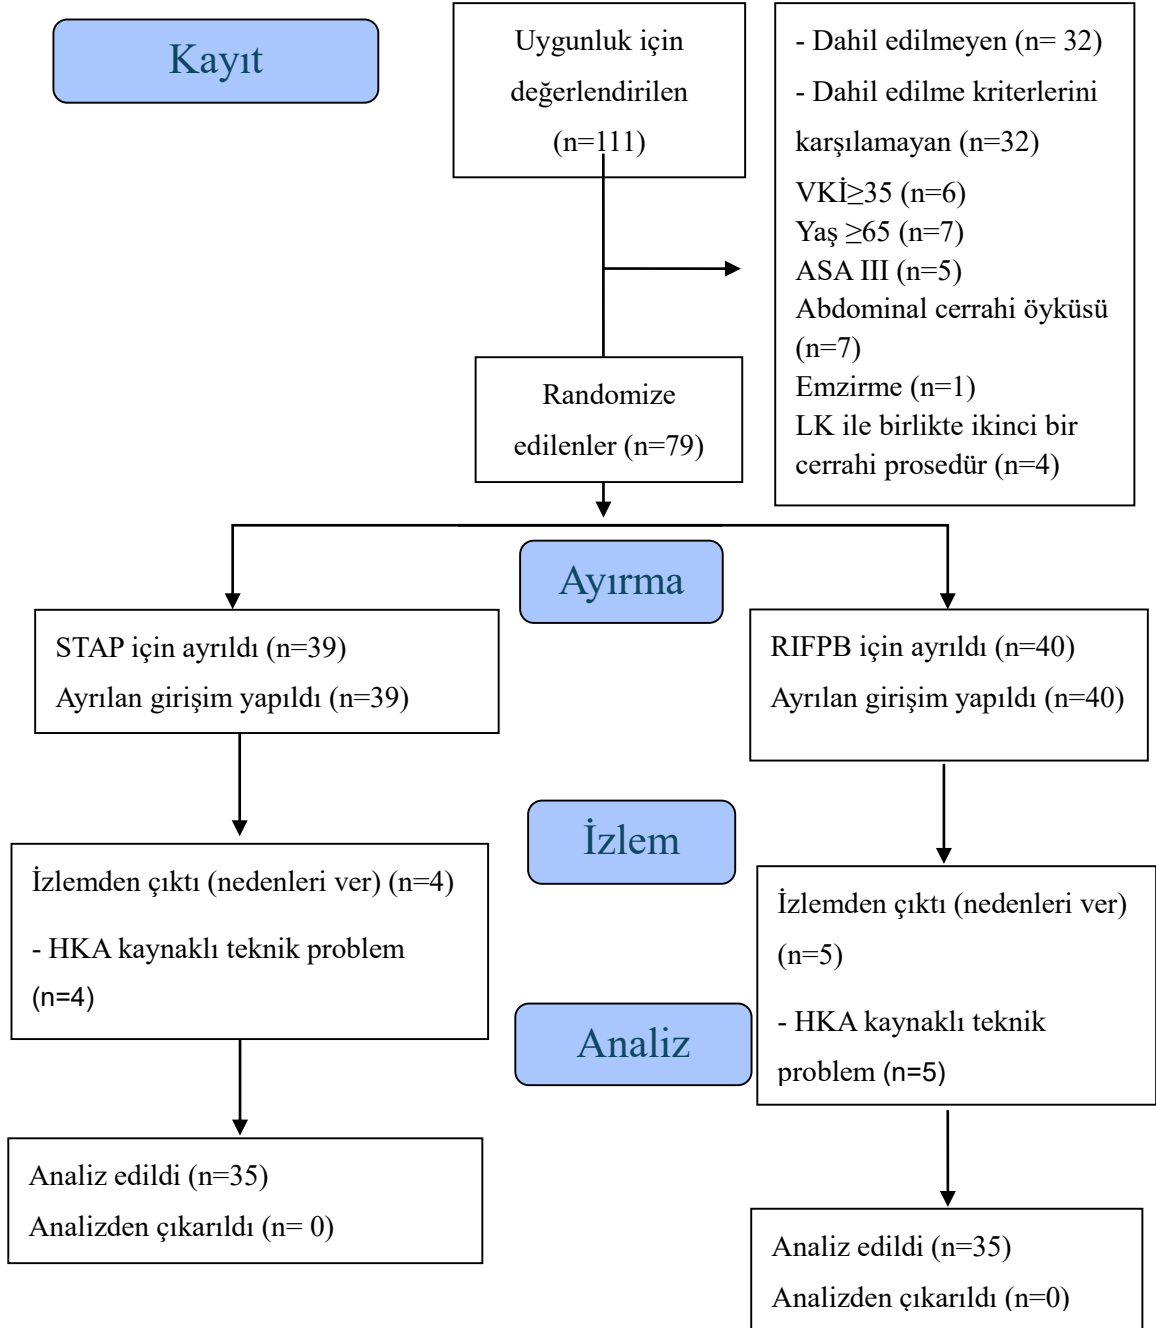 Kayıt
Uygunluk için
değerlendirilen
(n=111)
- Dahil edilmeyen (n= 32)
- Dahil edilme kriterlerini
karşılamayan (n=32)
VKİ≥35 (n=6)
Yaş ≥65 (n=7)
ASA III (n=5)
Abdominal cerrahi öyküsü
(n=7)
Emzirme (n=1)
LK ile birlikte ikinci bir
cerrahi prosedür (n=4)
Randomize
edilenler (n=79)
Ayırma
STAP için ayrıldı (n=39)
Ayrılan girişim yapıldı (n=39)
RIFPB için ayrıldı (n=40)
Ayrılan girişim yapıldı (n=40)
İzlem
İzlemden çıktı (nedenleri ver) (n=4)
- HKA kaynaklı teknik problem
(n=4)
İzlemden çıktı (nedenleri ver)
(n=5)
- HKA kaynaklı teknik
problem (n=5)
Analiz
Analiz edildi (n=35)
Analizden çıkarıldı (n= 0)
Analiz edildi (n=35)
Analizden çıkarıldı (n=0)